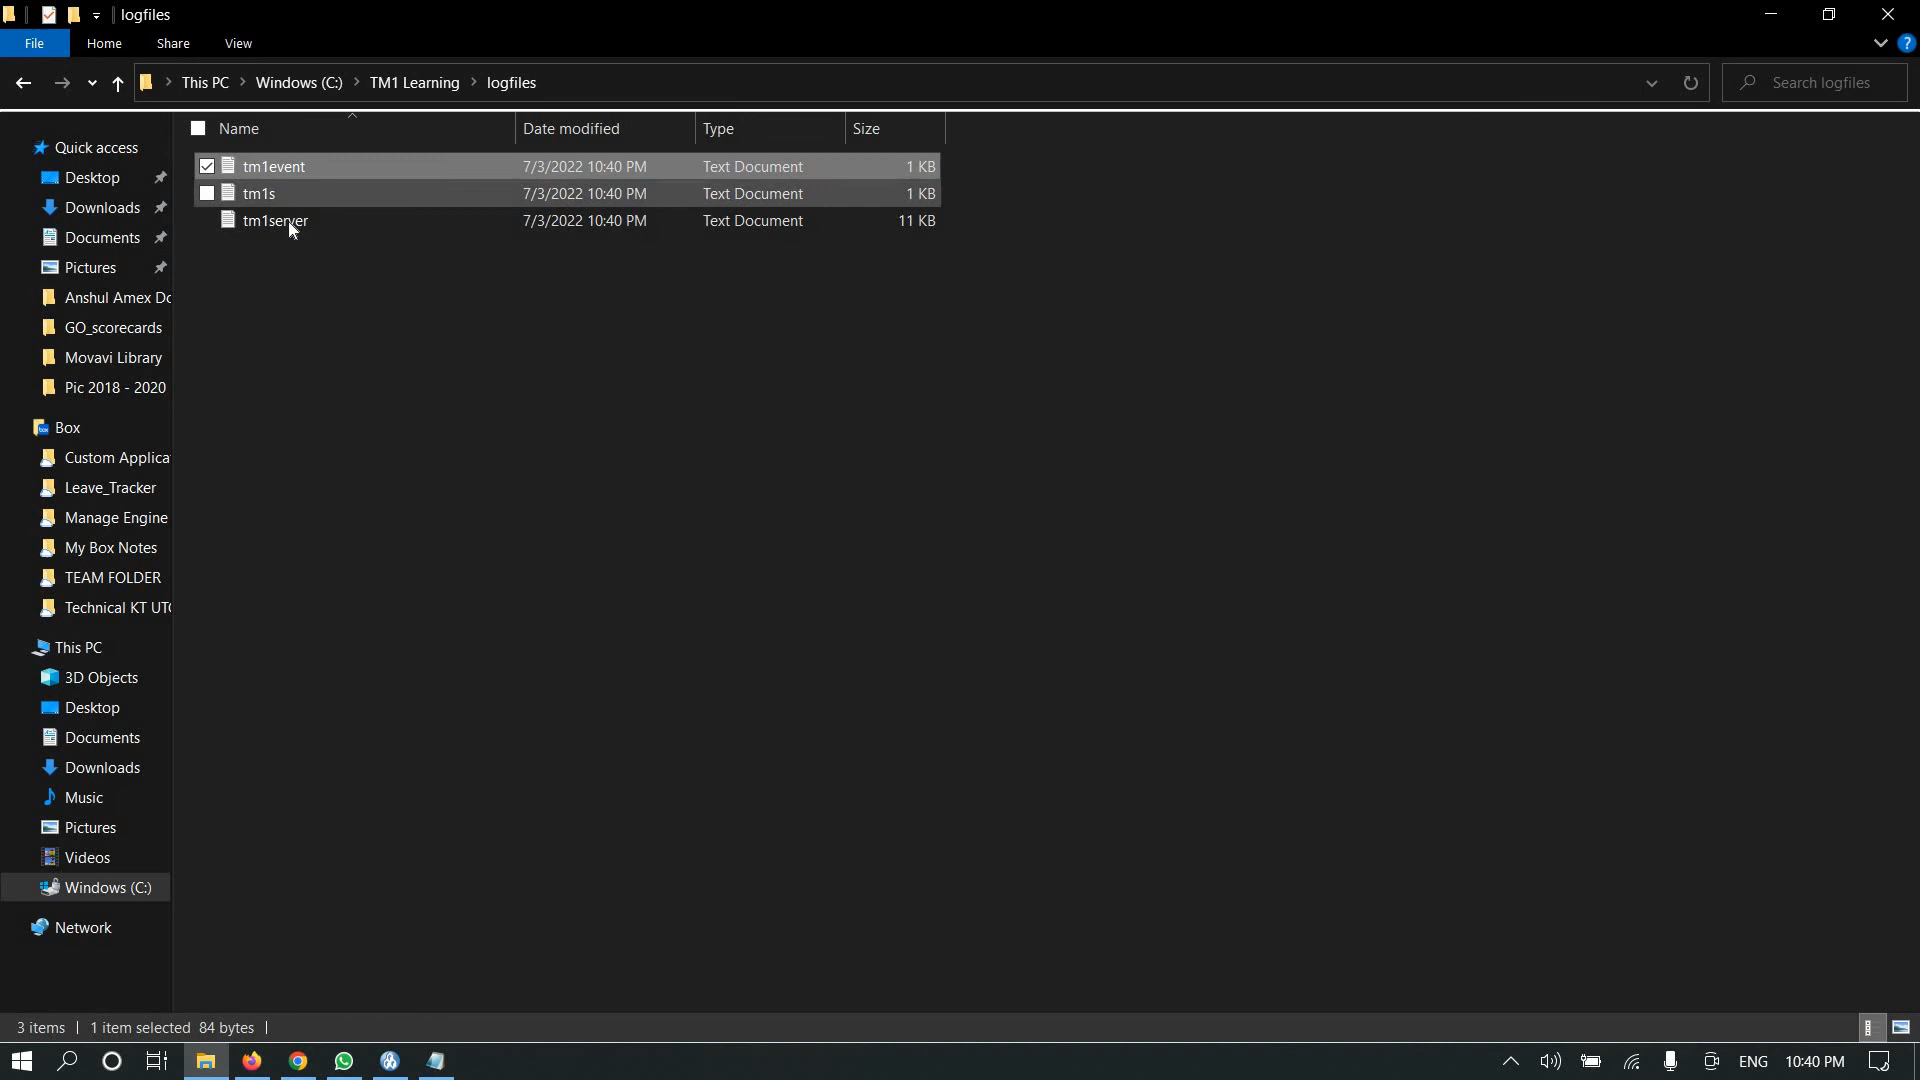 logfiles
File Home Share View
This PC Windows (C:) TM1 Learning logfiles Search logfiles
Name Date modified Type Size
tm1event 7/3/2022 10:40 PM Text Document 1 KB
tm1s 7/3/2022 10:40 PM Text Document 1 KB
tm1server 7/3/2022 10:40 PM Text Document 11 KB
Quick access
Desktop
Downloads
Documents
Pictures
Anshul Amex Do
GO_scorecards
Movavi Library
Pic 2018 - 2020
Box
Custom Applica
Leave_Tracker
Manage Engine
My Box Notes
TEAM FOLDER
Technical KT UT
This PC
3D Objects
Desktop
Documents
Downloads
Music
Pictures
Videos
Windows (C:)
Network
3 items 1 item selected 84 bytes
ENG 10:40 PM